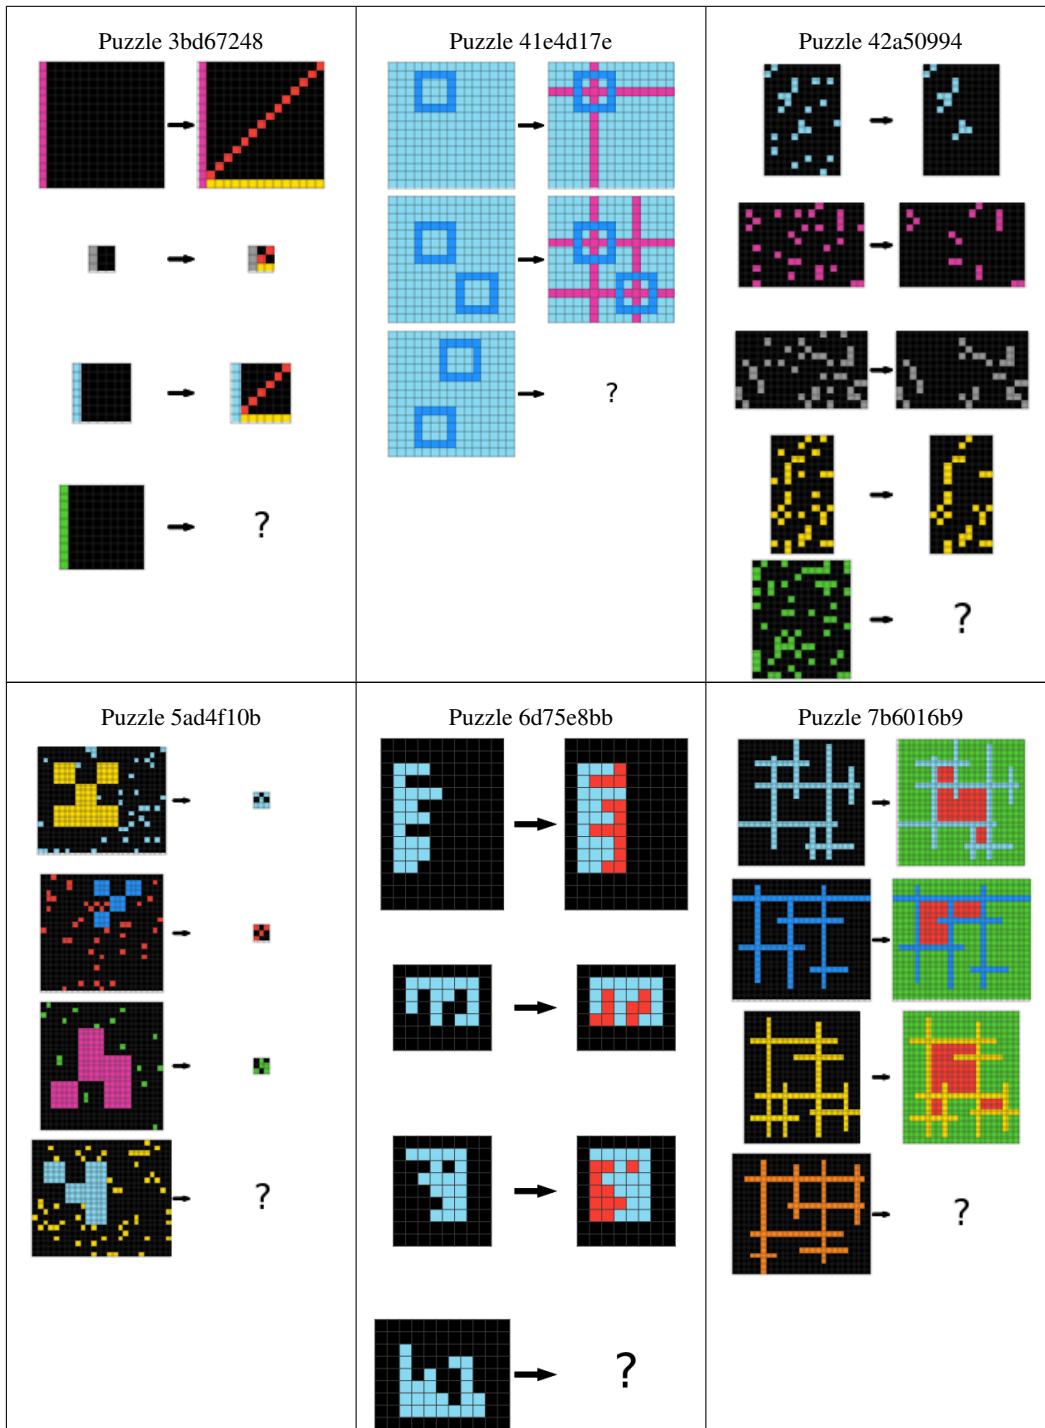 Puzzle 3bd67248
Puzzle 41e4d17e
Puzzle 42a50994
?
?
?
Puzzle 5ad4f10b
Puzzle 6d75e8bb
Puzzle 7b6016b9
?
?
?